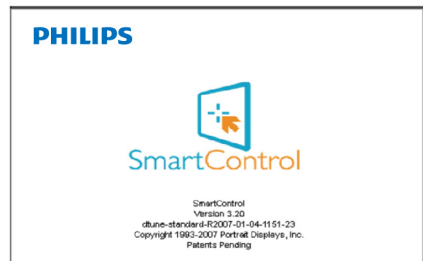 PHILIPS
SmartControl
SmartControl
Version 3.20
dtune-standard-R2007-01-04-1151-23
Copyright 1993-2007 Portrait Displays, Inc.
Patents Pending